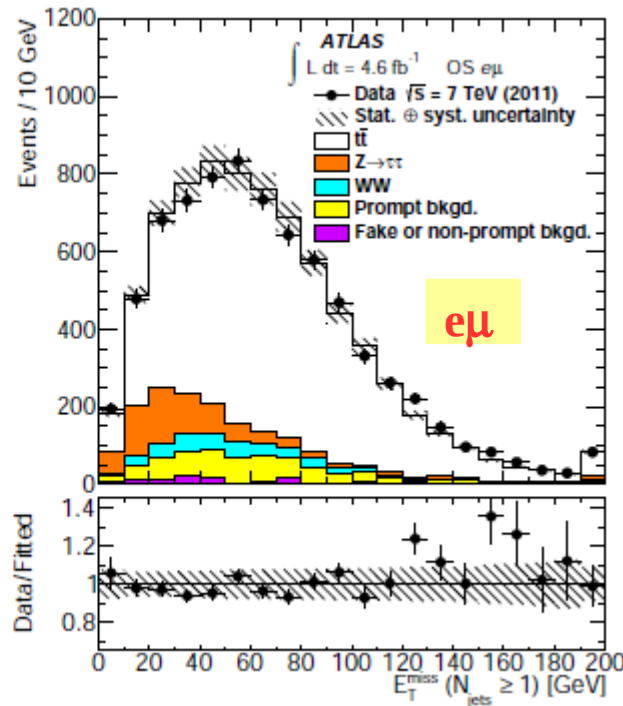 ATLAS
∫ L dt = 4.6 fb⁻¹ OS eμ
Data √s = 7 TeV (2011)
Stat. ⊕ syst. uncertainty
tt̄
Z→ττ
WW
Prompt bkgd.
Fake or non-prompt bkgd.
eμ
Events / 10 GeV
1200
1000
800
600
400
200
0
Data/Fitted
1.4
1.2
1
0.8
0 20 40 60 80 100 120 140 160 180 200
E_T^miss (N_jets ≥ 1) [GeV]